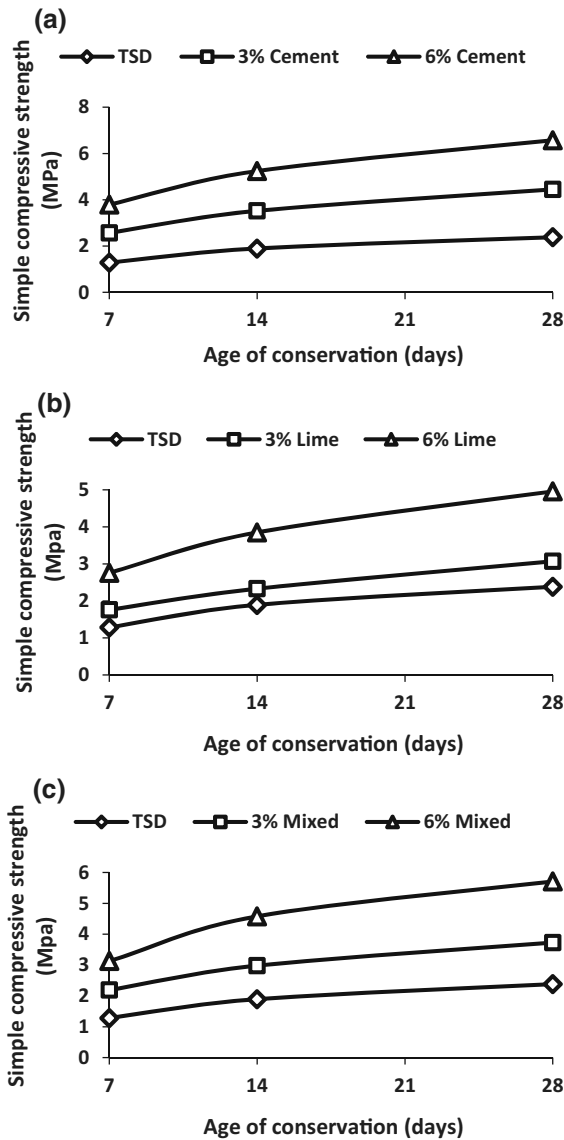 (a)
TSD 3% Cement 6% Cement
Simple compressive strength
(MPa)
8
6
4
2
0
7 14 21 28
Age of conservation (days)
(b)
TSD 3% Lime 6% Lime
Simple compressive strength
(Mpa)
5
4
3
2
1
0
7 14 21 28
Age of conservation (days)
(c)
TSD 3% Mixed 6% Mixed
Simple compressive strength
(Mpa)
6
5
4
3
2
1
0
7 14 21 28
Age of conservation (days)